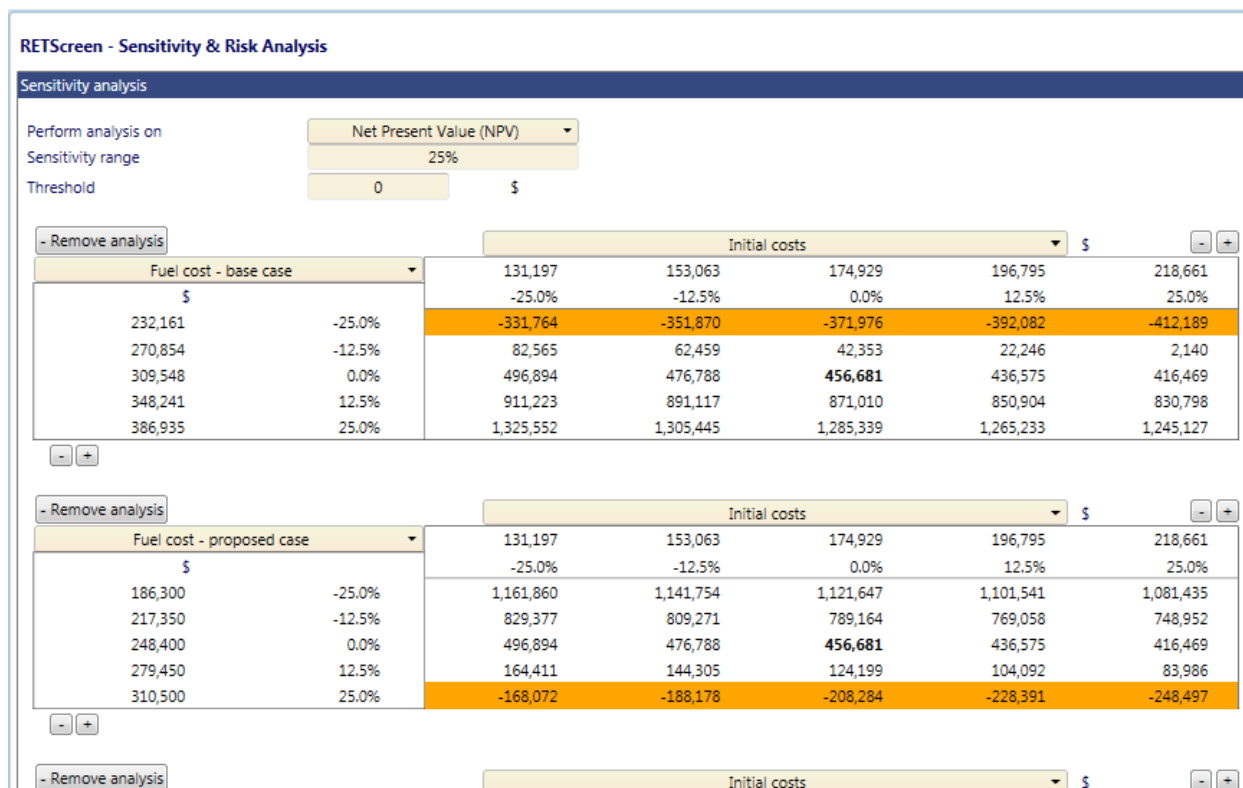 RETScreen - Sensitivity & Risk Analysis
Sensitivity analysis
Perform analysis on Net Present Value (NPV)
Sensitivity range 25%
Threshold 0 $
- Remove analysis Initial costs $ - +
Fuel cost - base case 131,197 153,063 174,929 196,795 218,661
$ -25.0% -12.5% 0.0% 12.5% 25.0%
232,161 -25.0% -331,764 -351,870 -371,976 -392,082 -412,189
270,854 -12.5% 82,565 62,459 42,353 22,246 2,140
309,548 0.0% 496,894 476,788 456,681 436,575 416,469
348,241 12.5% 911,223 891,117 871,010 850,904 830,798
386,935 25.0% 1,325,552 1,305,445 1,285,339 1,265,233 1,245,127
- +
- Remove analysis Initial costs $ - +
Fuel cost - proposed case 131,197 153,063 174,929 196,795 218,661
$ -25.0% -12.5% 0.0% 12.5% 25.0%
186,300 -25.0% 1,161,860 1,141,754 1,121,647 1,101,541 1,081,435
217,350 -12.5% 829,377 809,271 789,164 769,058 748,952
248,400 0.0% 496,894 476,788 456,681 436,575 416,469
279,450 12.5% 164,411 144,305 124,199 104,092 83,986
310,500 25.0% -168,072 -188,178 -208,284 -228,391 -248,497
- +
- Remove analysis Initial costs $ - +